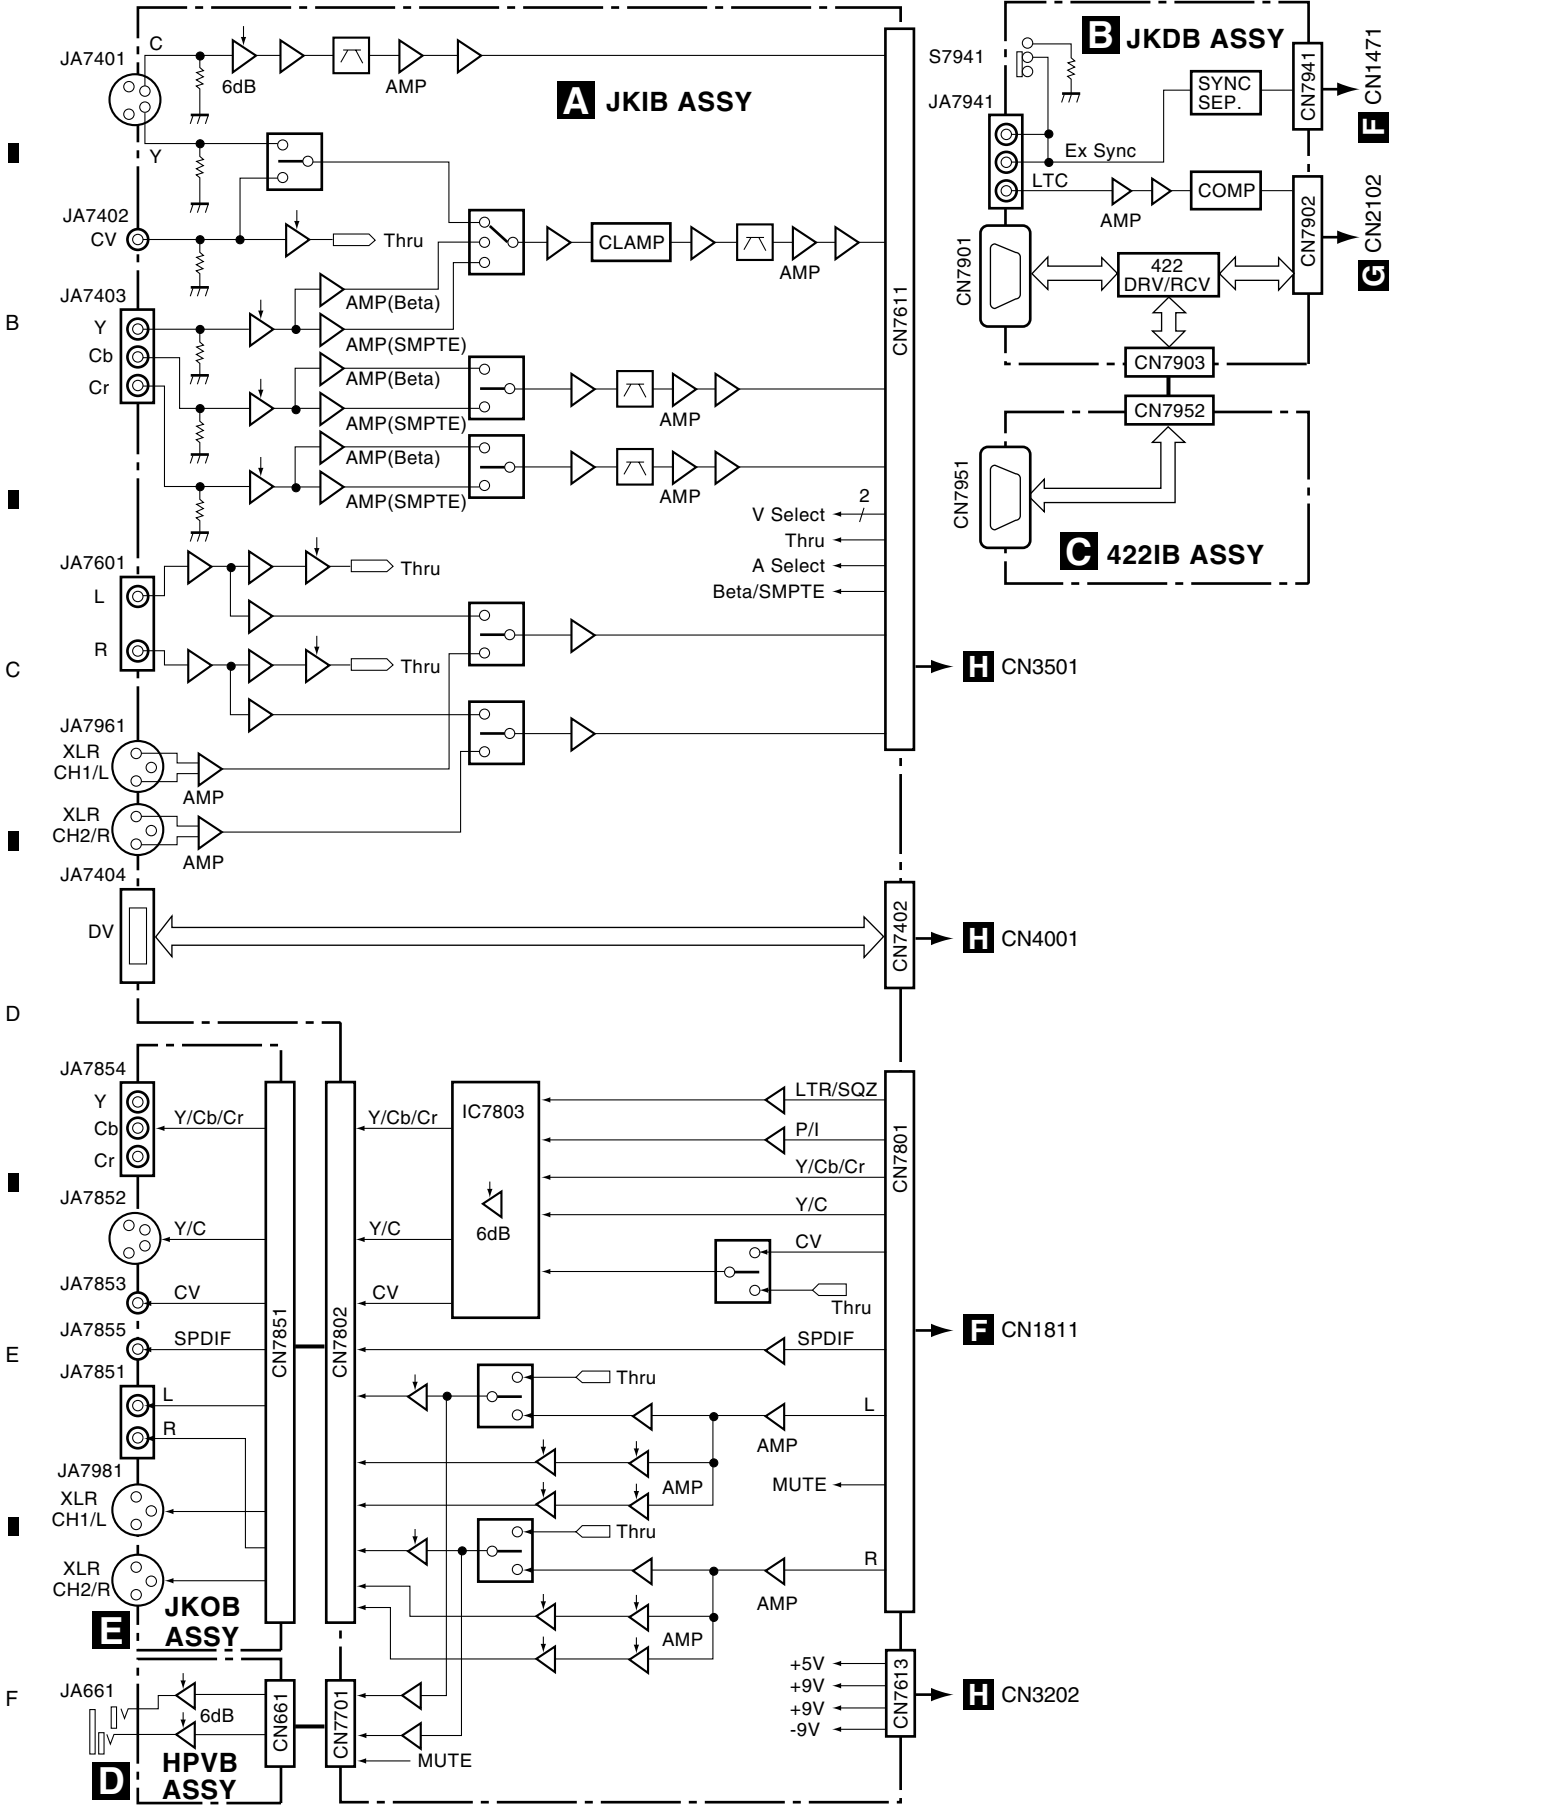 JA7401
C
6dB
AMP
A JKIB ASSY
Y
JA7402
CV
Thru
CLAMP
AMP
B
JA7403
Y
Cb
Cr
AMP(Beta)
AMP(SMPTE)
AMP(Beta)
AMP(SMPTE)
AMP
AMP(Beta)
AMP(SMPTE)
AMP
CN7611
2
V Select
Thru
A Select
Beta/SMPTE
JA7601
L
Thru
R
Thru
C
H CN3501
JA7961
XLR
CH1/L
AMP
XLR
CH2/R
AMP
JA7404
DV
CN7402
H CN4001
D
S7941
B JKDB ASSY
JA7941
SYNC
SEP.
CN7941
F CN1471
Ex Sync
LTC
AMP
COMP
CN7902
G CN2102
CN7901
422
DRV/RCV
CN7903
CN7952
CN7951
C 422IB ASSY
JA7854
Y
Cb
Cr
Y/Cb/Cr
Y/Cb/Cr
IC7803
6dB
LTR/SQZ
P/I
Y/Cb/Cr
Y/C
CV
Thru
CN7801
JA7852
Y/C
Y/C
JA7853
CV
CV
JA7855
SPDIF
SPDIF
CN7851
CN7802
F CN1811
E
JA7851
L
R
Thru
L
AMP
AMP
MUTE
JA7981
XLR
CH1/L
Thru
R
AMP
AMP
XLR
CH2/R
E JKOB
ASSY
+5V
+9V
+9V
-9V
CN7613
H CN3202
F
JA661
6dB
CN661
CN7701
MUTE
D HPVB
ASSY